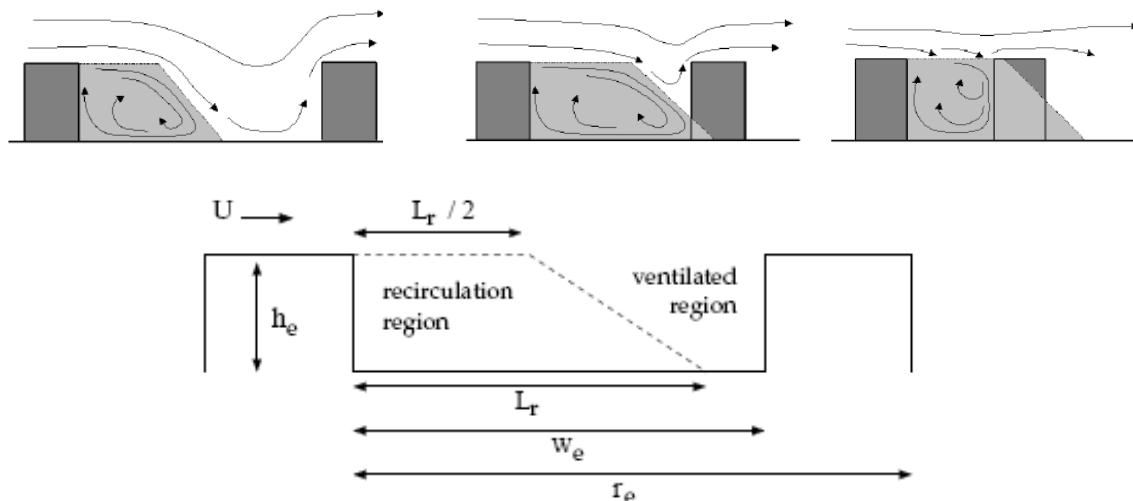 U
L_r / 2
recirculation
region
ventilated
region
h_e
L_r
w_e
r_e